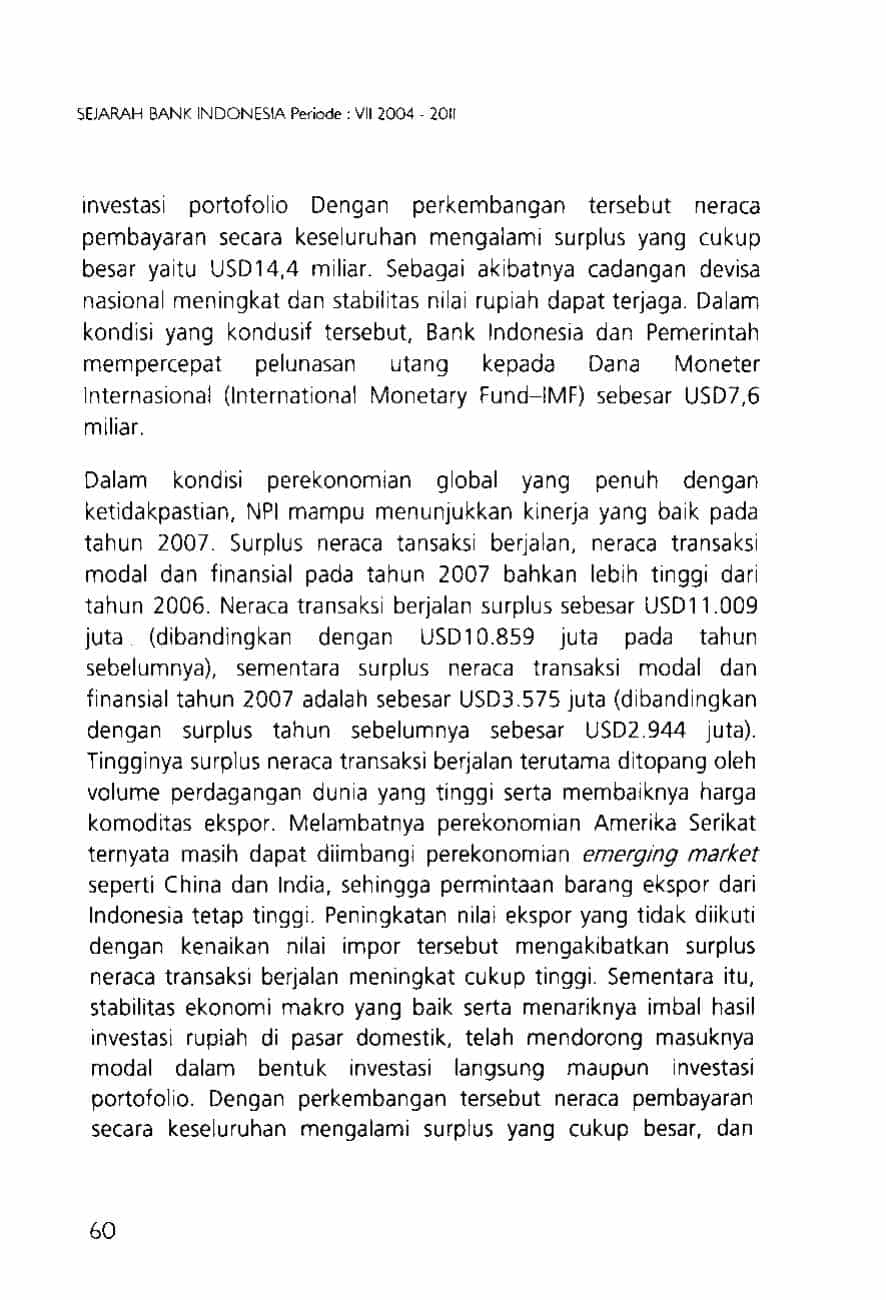 SEJARAH BANK INDONESIA Periode : VII 2004 - 2011
investasi portofolio Dengan perkembangan tersebut neraca
pembayaran secara keseluruhan mengalami surplus yang cukup
besar yaitu USD14,4 miliar. Sebagai akibatnya cadangan devisa
nasional meningkat dan stabilitas nilai rupiah dapat terjaga. Dalam
kondisi yang kondusif tersebut, Bank Indonesia dan Pemerintah
mempercepat pelunasan utang kepada Dana Moneter
Internasional (International Monetary Fund–IMF) sebesar USD7,6
miliar.
Dalam kondisi perekonomian global yang penuh dengan
ketidakpastian, NPI mampu menunjukkan kinerja yang baik pada
tahun 2007. Surplus neraca tansaksi berjalan, neraca transaksi
modal dan finansial pada tahun 2007 bahkan lebih tinggi dari
tahun 2006. Neraca transaksi berjalan surplus sebesar USD11.009
juta (dibandingkan dengan USD10.859 juta pada tahun
sebelumnya), sementara surplus neraca transaksi modal dan
finansial tahun 2007 adalah sebesar USD3.575 juta (dibandingkan
dengan surplus tahun sebelumnya sebesar USD2.944 juta).
Tingginya surplus neraca transaksi berjalan terutama ditopang oleh
volume perdagangan dunia yang tinggi serta membaiknya harga
komoditas ekspor. Melambatnya perekonomian Amerika Serikat
ternyata masih dapat diimbangi perekonomian emerging market
seperti China dan India, sehingga permintaan barang ekspor dari
Indonesia tetap tinggi. Peningkatan nilai ekspor yang tidak diikuti
dengan kenaikan nilai impor tersebut mengakibatkan surplus
neraca transaksi berjalan meningkat cukup tinggi. Sementara itu,
stabilitas ekonomi makro yang baik serta menariknya imbal hasil
investasi rupiah di pasar domestik, telah mendorong masuknya
modal dalam bentuk investasi langsung maupun investasi
portofolio. Dengan perkembangan tersebut neraca pembayaran
secara keseluruhan mengalami surplus yang cukup besar, dan
60